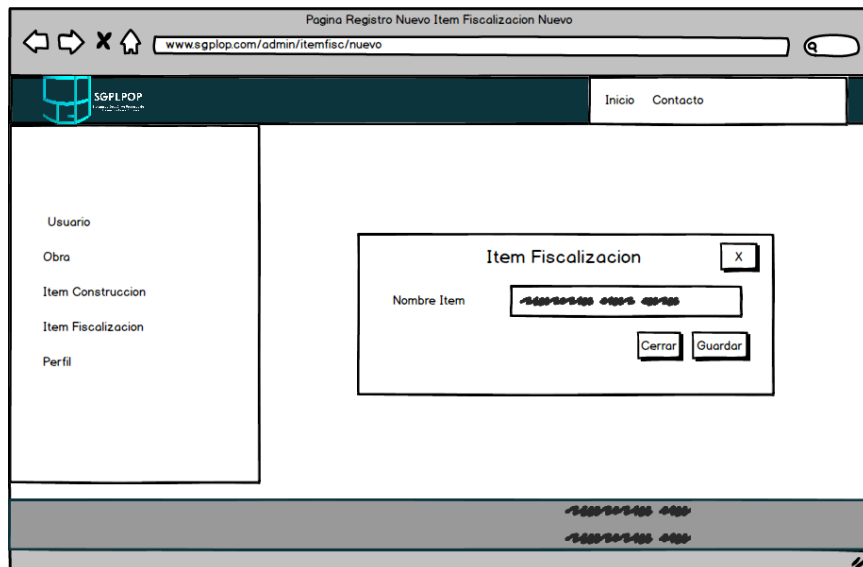 Pagina Registro Nuevo Item Fiscalizacion Nuevo
www.sgplop.com/admin/itemfisc/nuevo
SGPLPOP
Inicio Contacto
Usuario
Obra
Item Construccion
Item Fiscalizacion
Perfil
Item Fiscalizacion X
Nombre Item
Cerrar Guardar